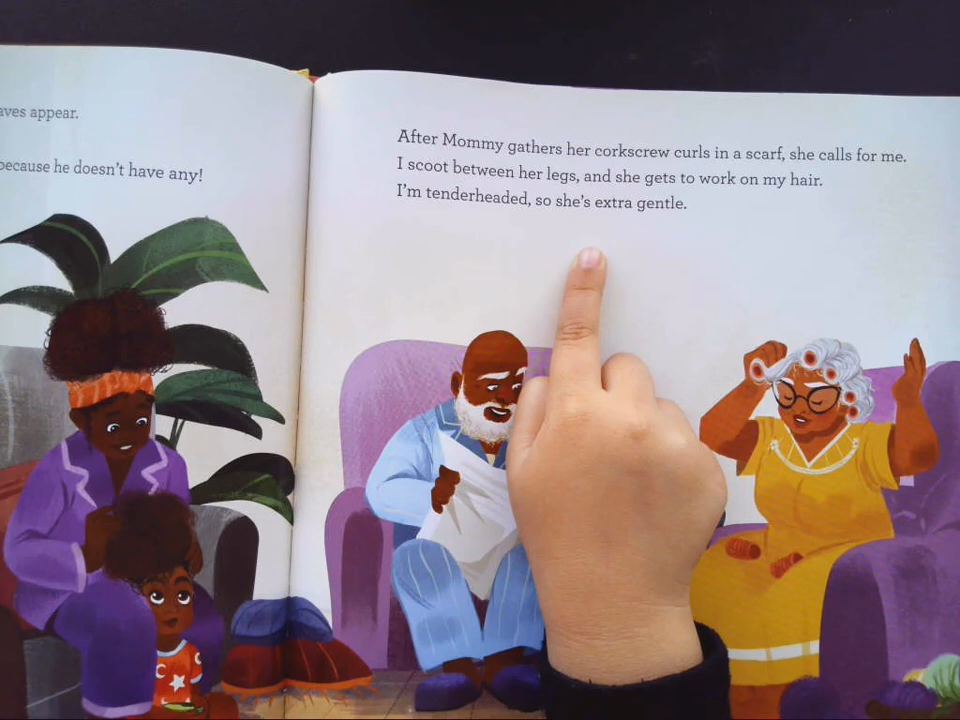 appear.
because he doesn't have any!
After Mommy gathers her corkscrew curls in a scarf, she calls for me.
I scoot between her legs, and she gets to work on my hair.
I'm tenderheaded, so she's extra gentle.